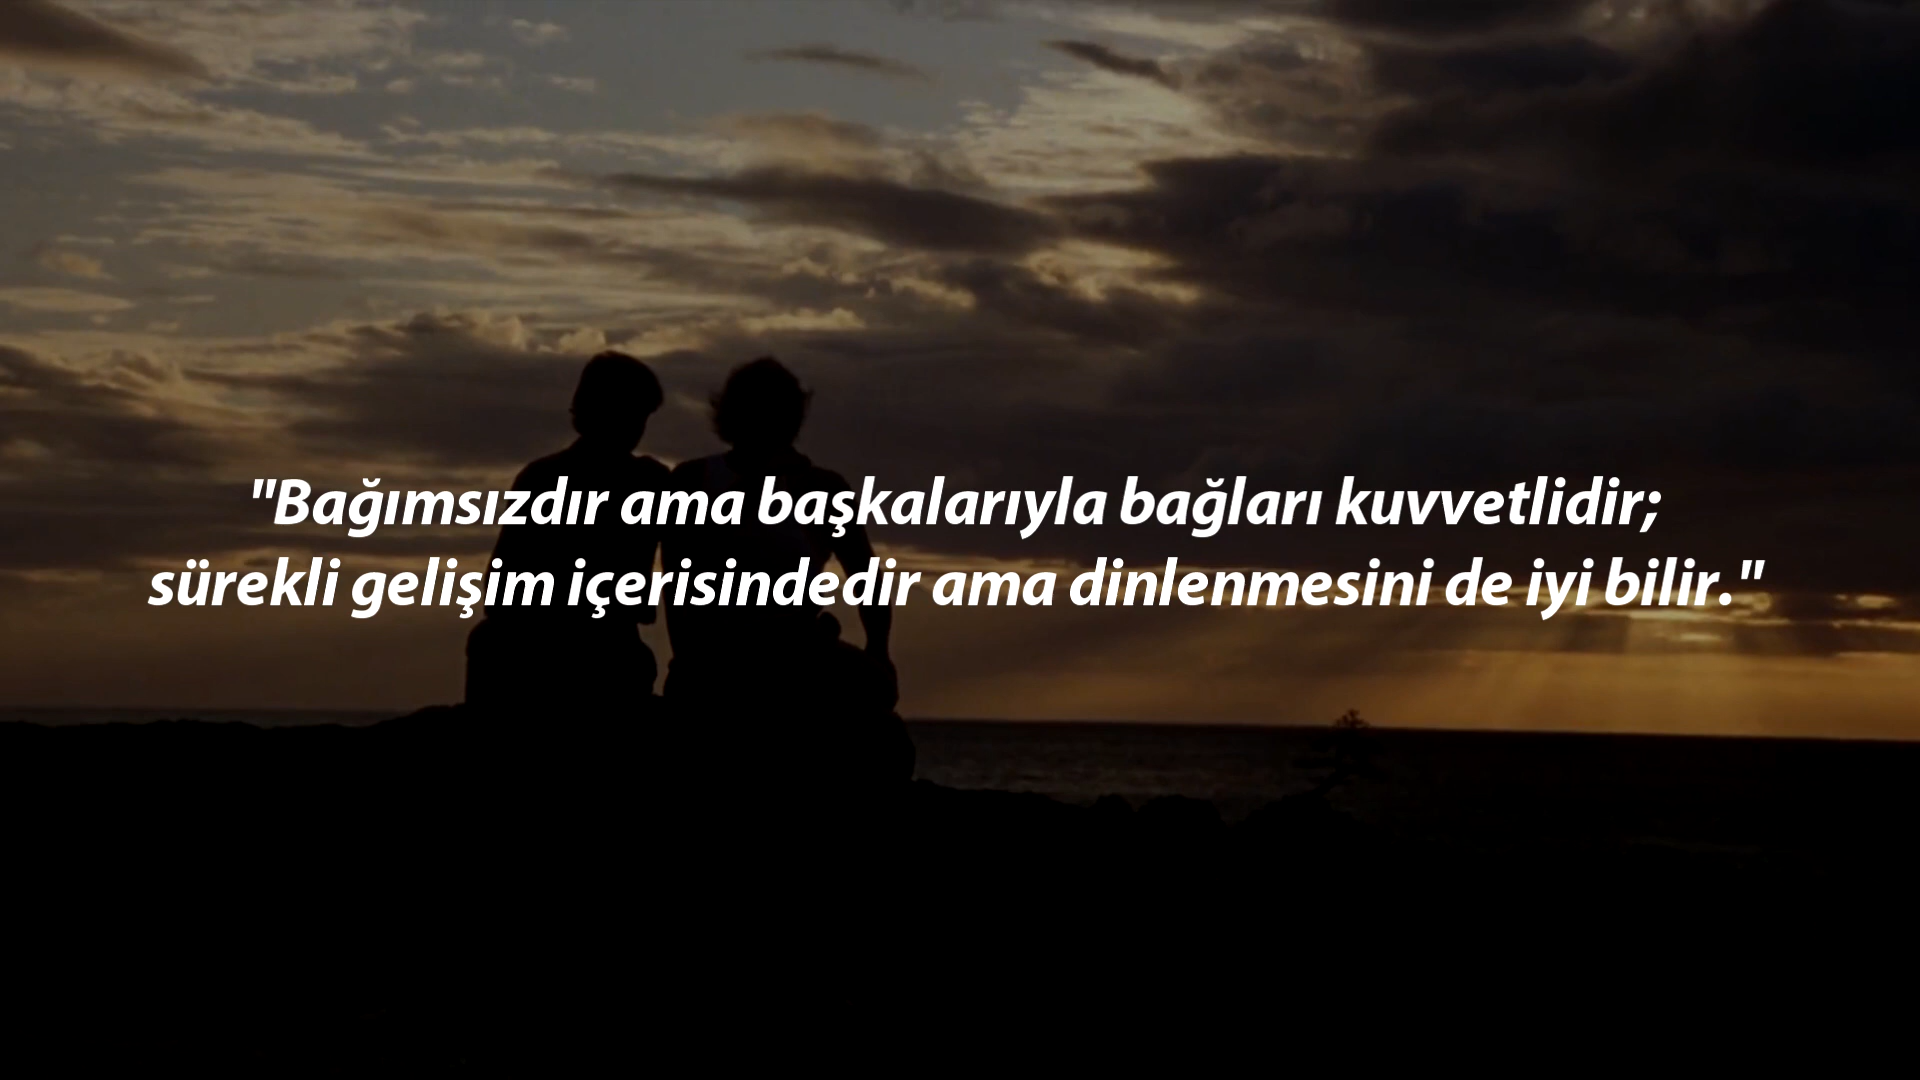 "Bağımsızdır ama başkalarıyla bağları kuvvetlidir;
sürekli gelişim içerisindedir ama dinlenmesini de iyi bilir."